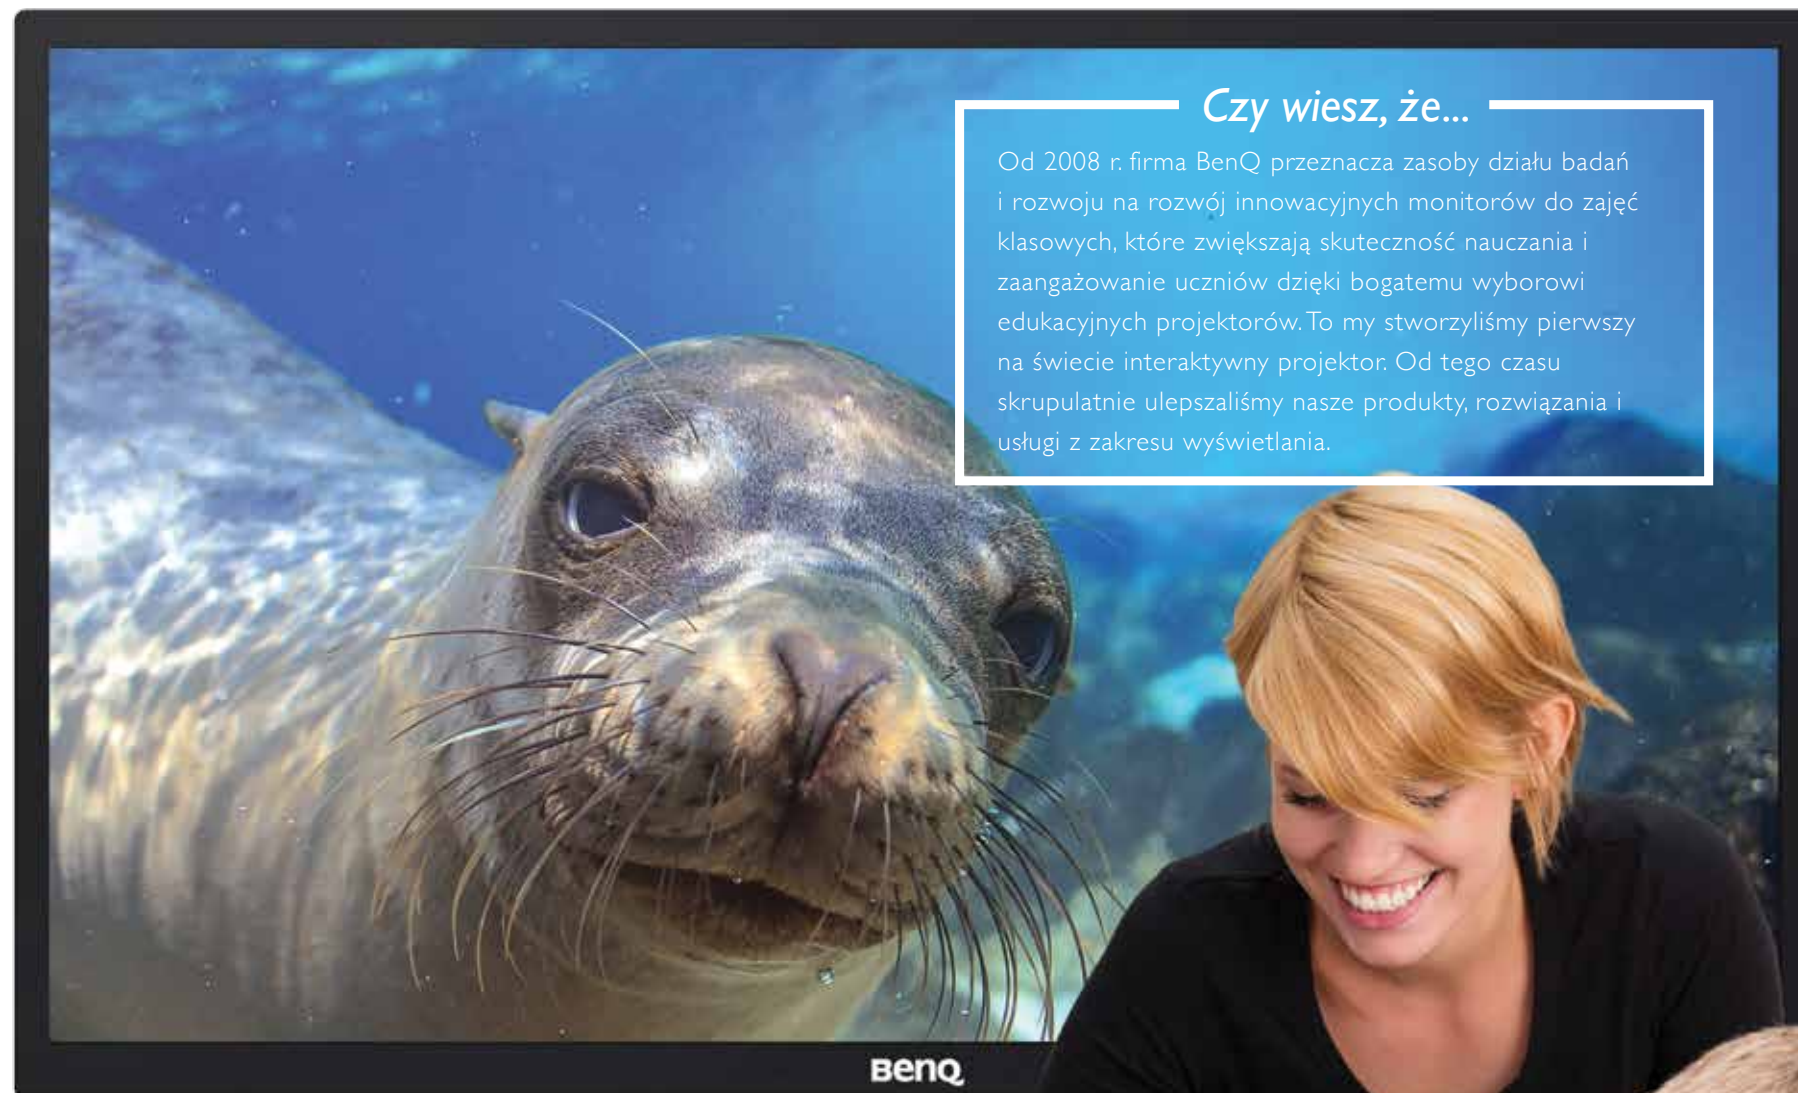 Czy wiesz, że...
Od 2008 r. firma BenQ przeznacza zasoby działu badań
i rozwoju na rozwój innowacyjnych monitorów do zajęć
klasowych, które zwiększają skuteczność nauczania i
zaangażowanie uczniów dzięki bogatemu wyborowi
edukacyjnych projektorów. To my stworzyliśmy pierwszy
na świecie interaktywny projektor. Od tego czasu
skrupulatnie ulepszaliśmy nasze produkty, rozwiązania i
usługi z zakresu wyświetlania.
BenQ